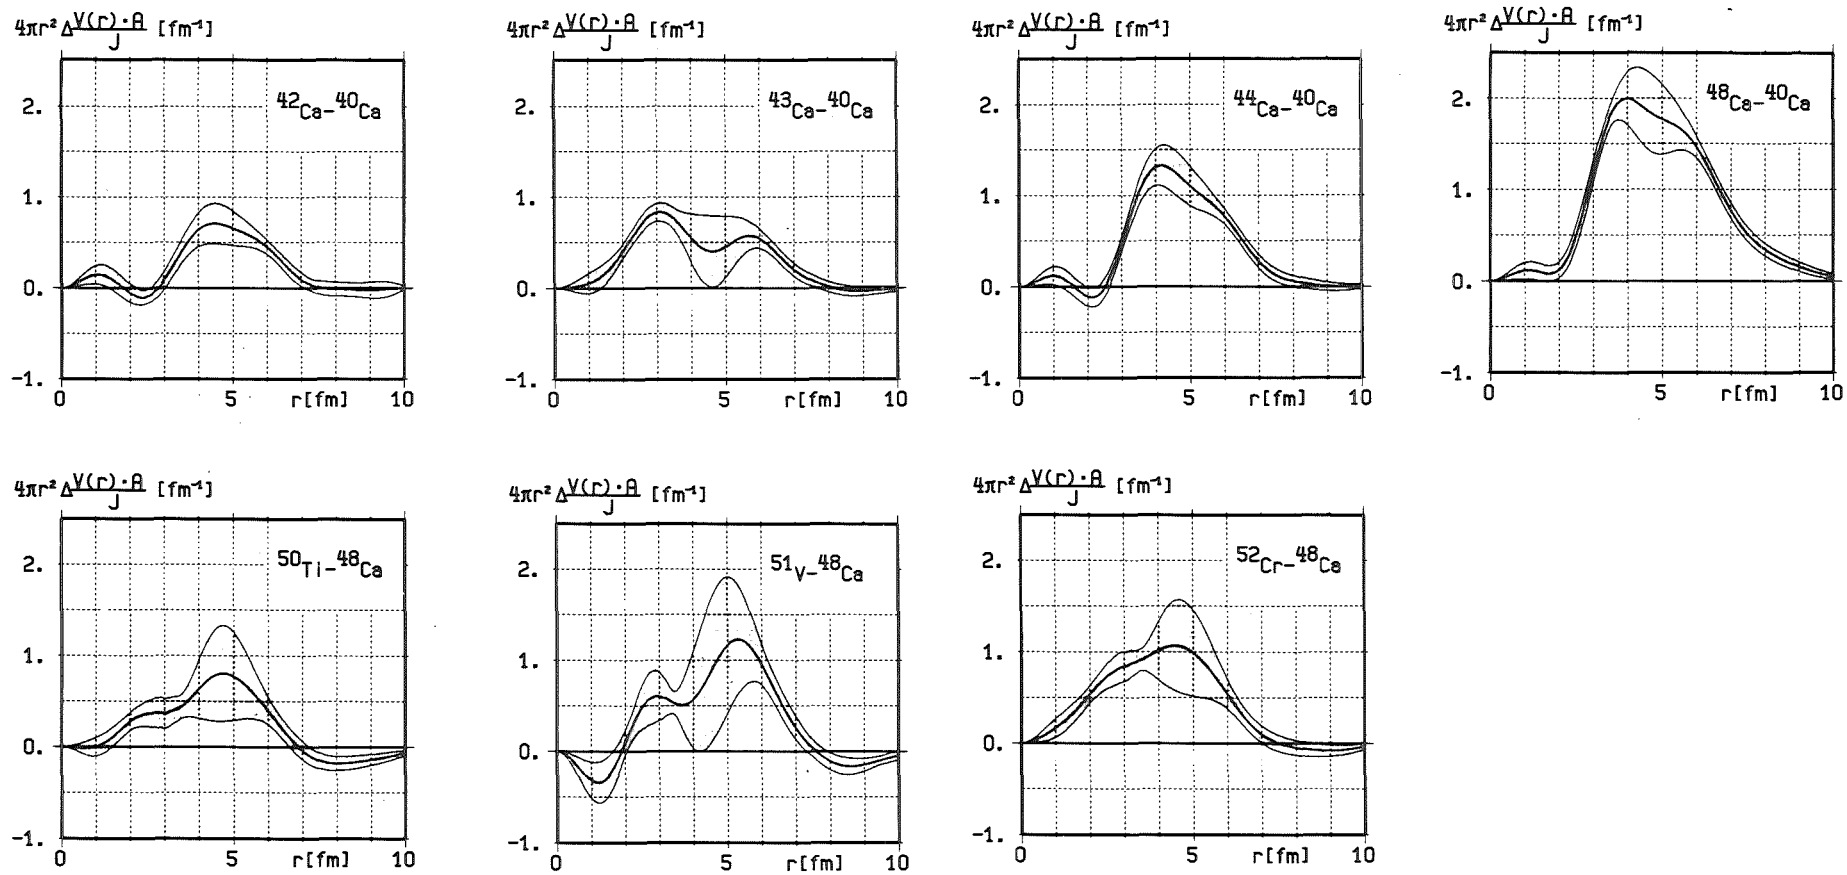 4πr² Δ V(r)·A / J [fm⁻¹]
⁴²Ca–⁴⁰Ca
2.
1.
0.
-1.
0 5 r[fm] 10
4πr² Δ V(r)·A / J [fm⁻¹]
⁴³Ca–⁴⁰Ca
2.
1.
0.
-1.
0 5 r[fm] 10
4πr² Δ V(r)·A / J [fm⁻¹]
⁴⁴Ca–⁴⁰Ca
2.
1.
0.
-1.
0 5 r[fm] 10
4πr² Δ V(r)·A / J [fm⁻¹]
⁴⁸Ca–⁴⁰Ca
2.
1.
0.
-1.
0 5 r[fm] 10
4πr² Δ V(r)·A / J [fm⁻¹]
⁵⁰Ti–⁴⁸Ca
2.
1.
0.
-1.
0 5 r[fm] 10
4πr² Δ V(r)·A / J [fm⁻¹]
⁵¹V–⁴⁸Ca
2.
1.
0.
-1.
0 5 r[fm] 10
4πr² Δ V(r)·A / J [fm⁻¹]
⁵²Cr–⁴⁸Ca
2.
1.
0.
-1.
0 5 r[fm] 10